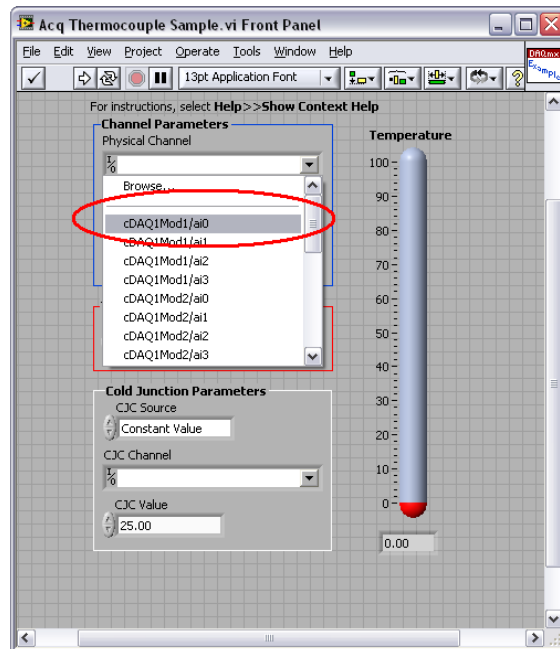 Acq Thermocouple Sample.vi Front Panel
File Edit View Project Operate Tools Window Help
13pt Application Font
DAQmx
Example
For instructions, select Help>>Show Context Help
Channel Parameters
Physical Channel
Browse...
cDAQ1Mod1/ai0
cDAQ1Mod1/ai1
cDAQ1Mod1/ai2
cDAQ1Mod1/ai3
cDAQ1Mod2/ai0
cDAQ1Mod2/ai1
cDAQ1Mod2/ai2
cDAQ1Mod2/ai3
Temperature
100
90
80
70
60
50
40
30
20
10
0
0.00
Cold Junction Parameters
CJC Source
Constant Value
CJC Channel
CJC Value
25.00